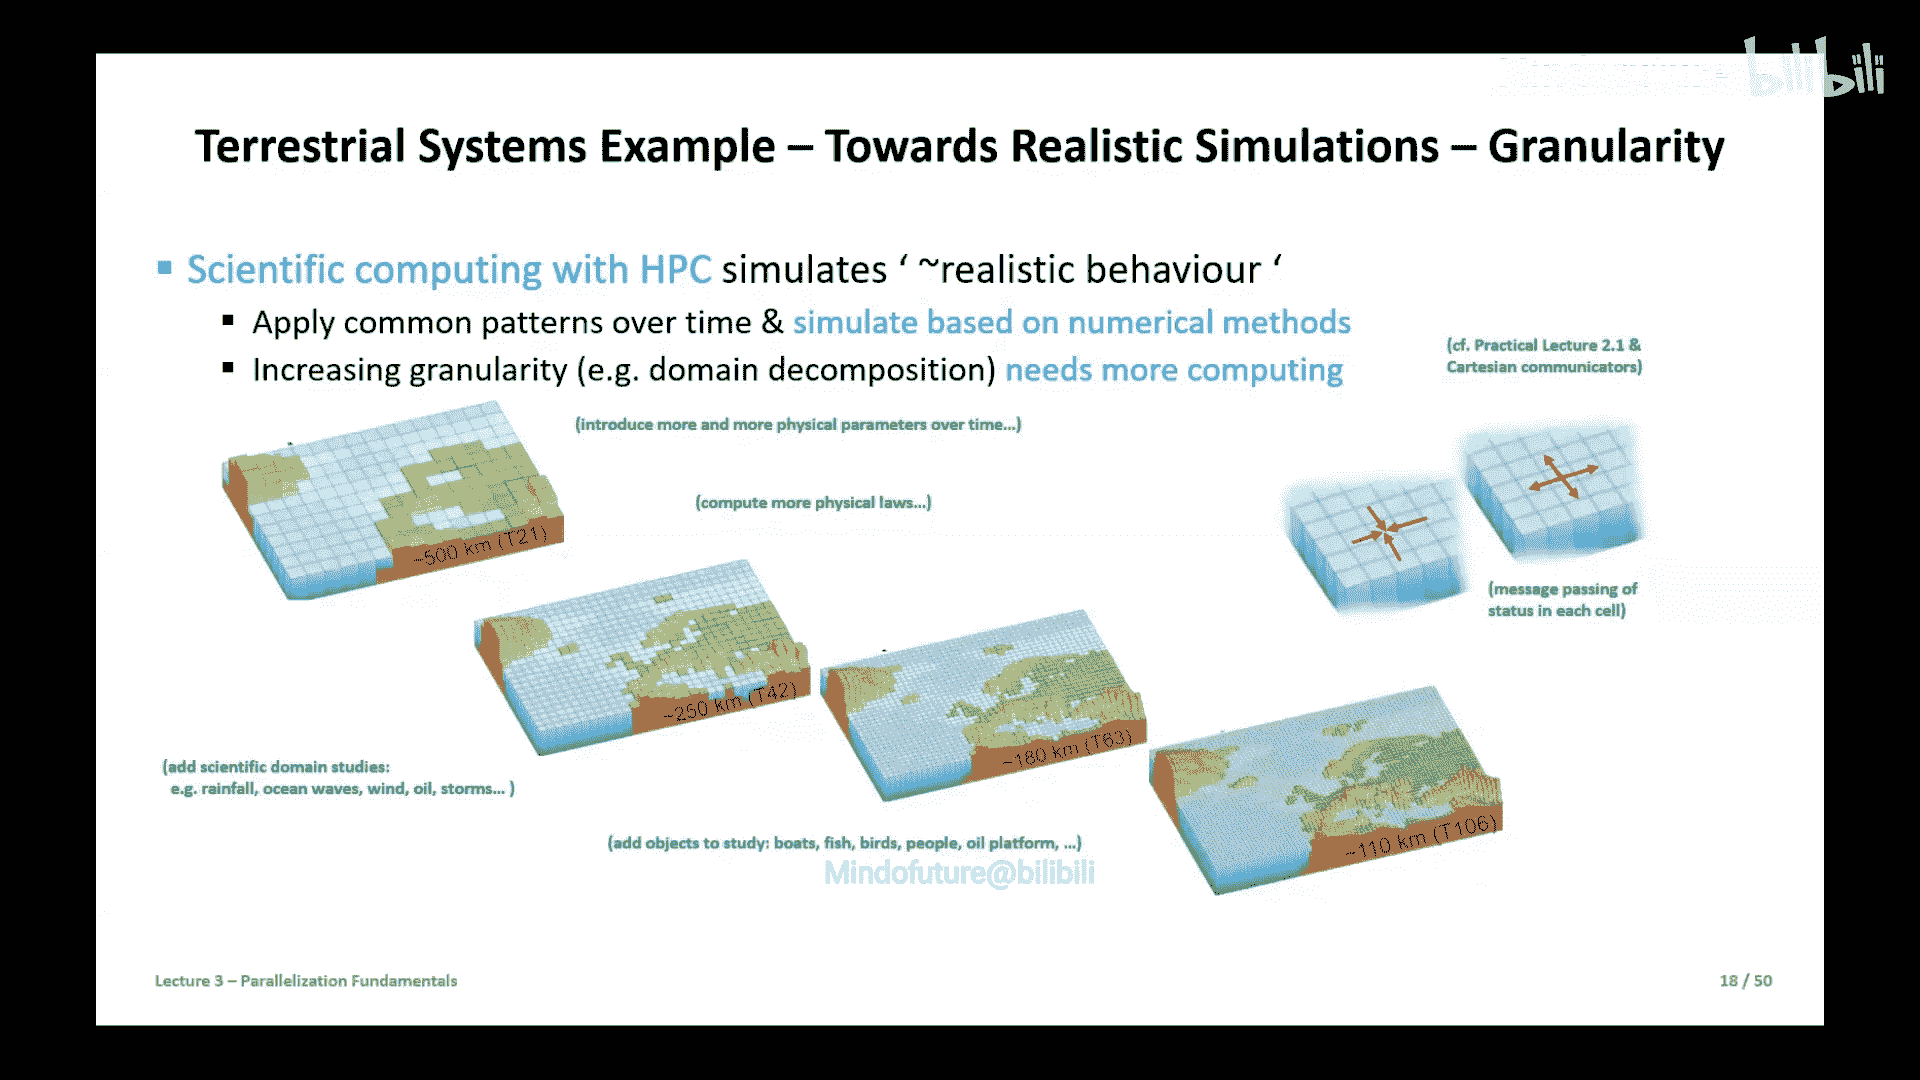 bilibili
Terrestrial Systems Example – Towards Realistic Simulations – Granularity
Scientific computing with HPC simulates ‘ ~realistic behaviour ‘
Apply common patterns over time & simulate based on numerical methods
Increasing granularity (e.g. domain decomposition) needs more computing
(cf. Practical Lecture 2.1 &
Cartesian communicators)
(introduce more and more physical parameters over time...)
(compute more physical laws...)
~500 km (T21)
(message passing of
status in each cell)
~250 km (T42)
~180 km (T63)
~110 km (T106)
(add scientific domain studies:
e.g. rainfall, ocean waves, wind, oil, storms... )
(add objects to study: boats, fish, birds, people, oil platform, ...)
Mindofuture@bilibili
Lecture 3 – Parallelization Fundamentals
18 / 50